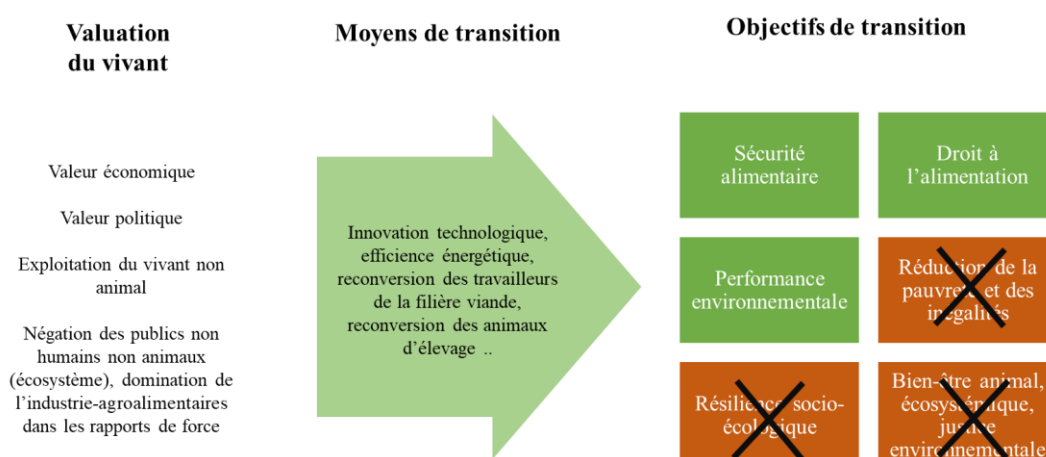 Valuation
du vivant
Moyens de transition
Objectifs de transition
Valeur économique
Valeur politique
Exploitation du vivant non
animal
Négation des publics non
humains non animaux
(écosystème), domination de
l'industrie-agroalimentaires
dans les rapports de force
Innovation technologique,
efficience énergétique,
reconversion des travailleurs
de la filière viande,
reconversion des animaux
d'élevage ..
Sécurité
alimentaire
Droit à
l'alimentation
Performance
environnementale
Réduction de la
pauvreté et des
inégalités
Résilience socio-
écologique
Bien-être animal,
écosystémique,
justice
environnementale